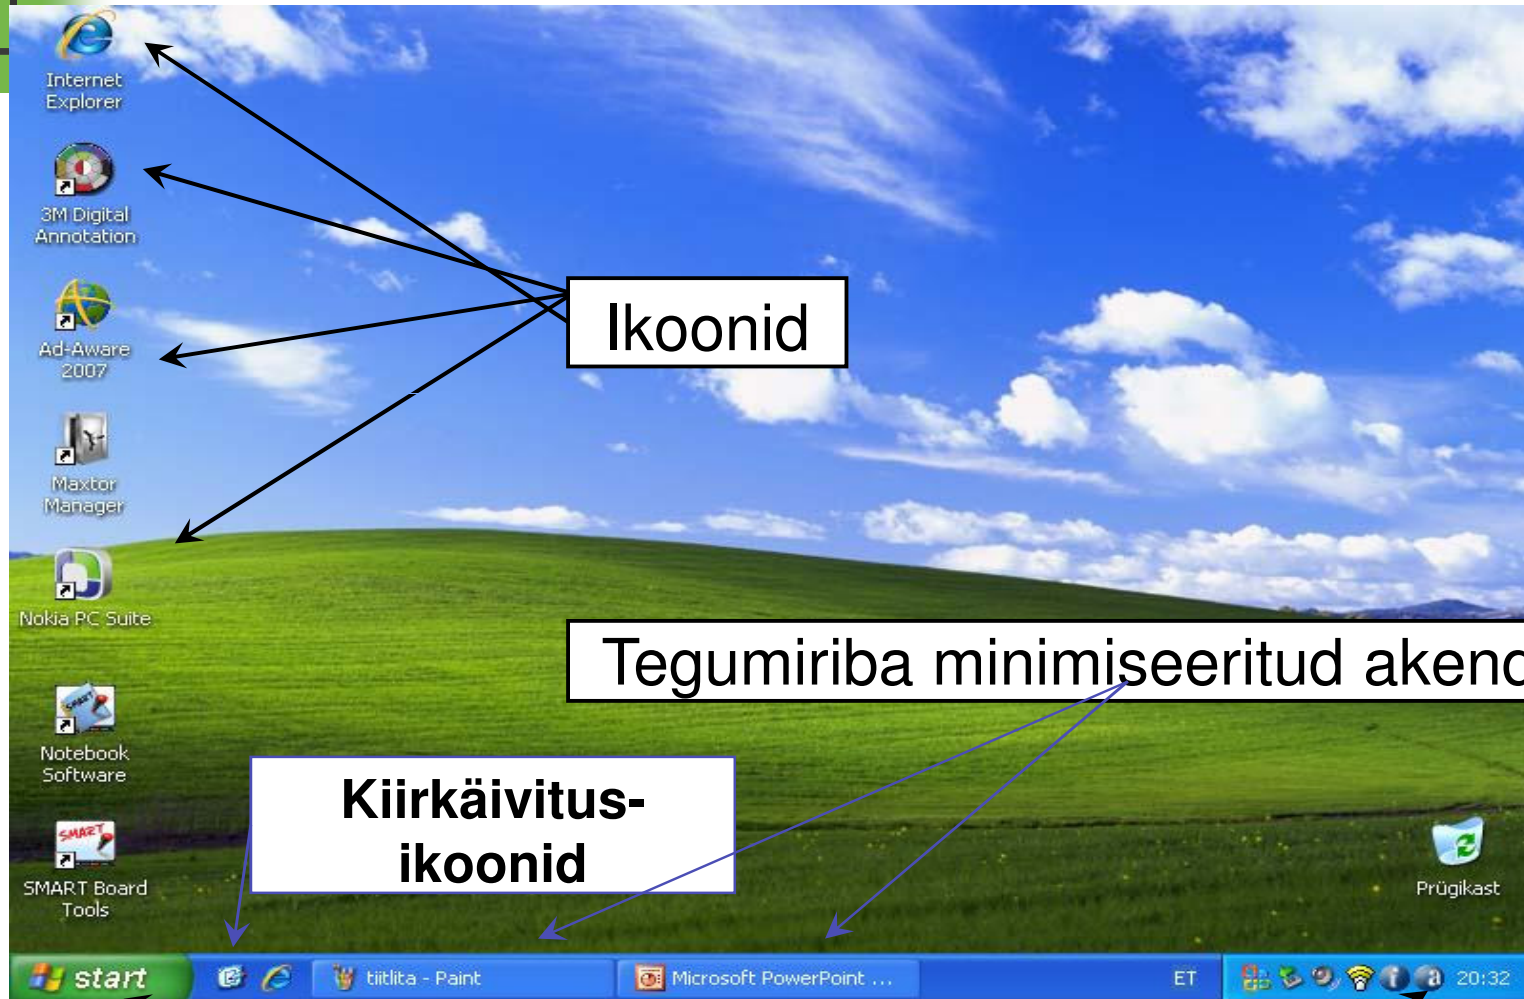 Internet
Explorer
3M Digital
Annotation
Ad-Aware
2007
Maxtor
Manager
Nokia PC Suite
Notebook
Software
SMART Board
Tools
Ikoonid
Tegumiriba minimiseeritud akend
Kiirkäivitus-
ikoonid
Prügikast
start
tiitlita - Paint
Microsoft PowerPoint ...
ET
20:32